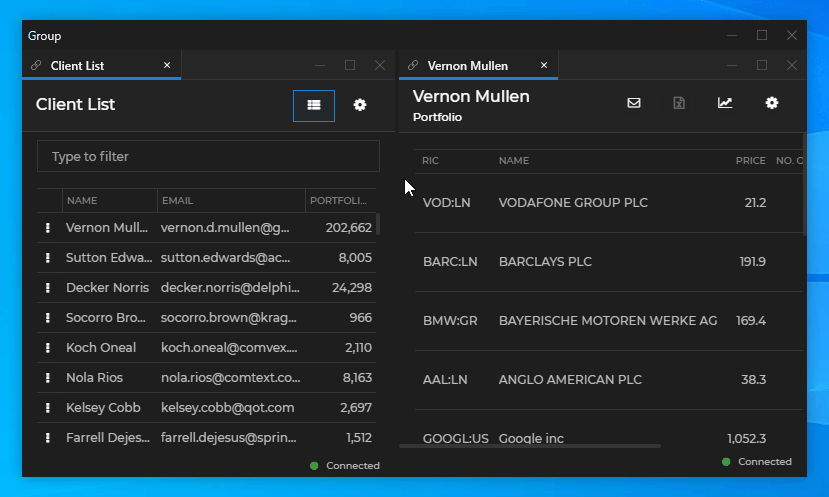 Group
Client List
Client List
Type to filter
NAME EMAIL PORTFOLI...
Vernon Mull... vernon.d.mullen@g... 202,662
Sutton Edwa... sutton.edwards@ac... 8,005
Decker Norris decker.norris@delphi... 24,298
Socorro Bro... socorro.brown@krag... 966
Koch Oneal koch.oneal@comvex.... 2,110
Nola Rios nola.rios@comtext.co... 8,163
Kelsey Cobb kelsey.cobb@qot.com 2,697
Farrell Dejes... farrell.dejesus@sprin... 1,512
Connected
Vernon Mullen
Vernon Mullen
Portfolio
RIC NAME PRICE NO. O
VOD:LN VODAFONE GROUP PLC 21.2
BARC:LN BARCLAYS PLC 191.9
BMW:GR BAYERISCHE MOTOREN WERKE AG 169.4
AAL:LN ANGLO AMERICAN PLC 38.3
GOOGL:US Google inc 1,052.3
Connected